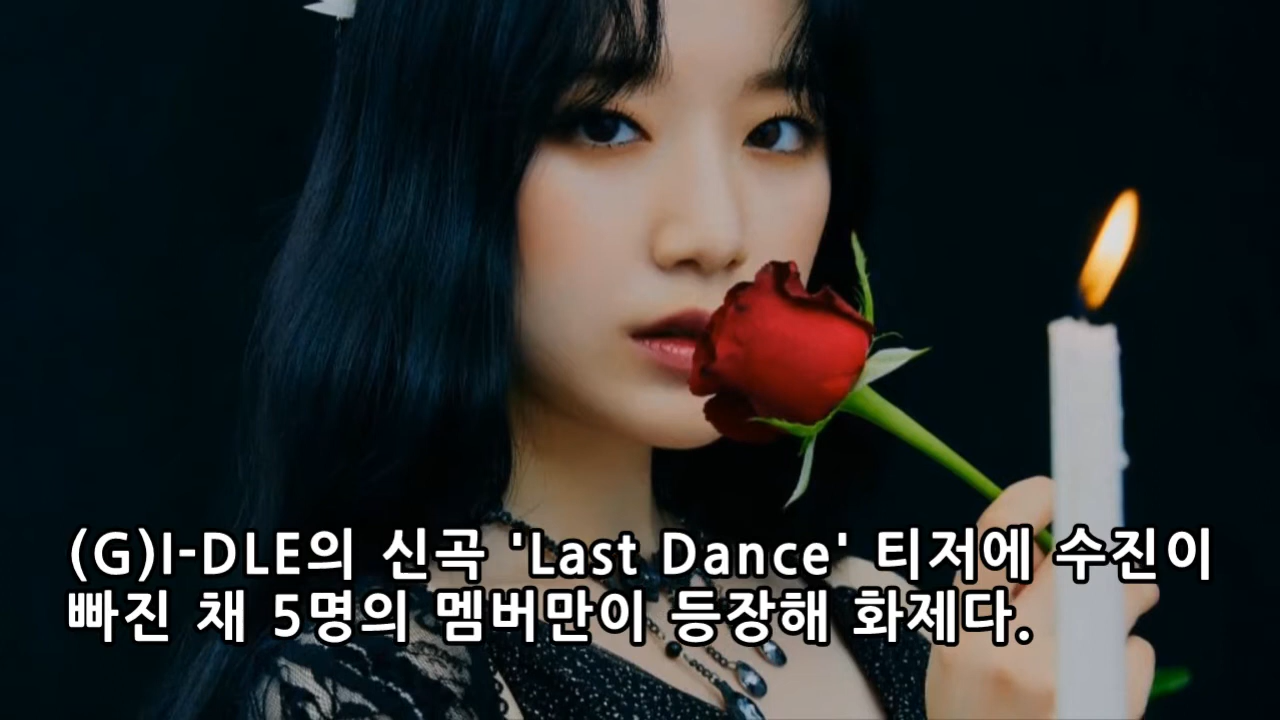 (G)I-DLE의 신곡 'Last Dance' 티저에 수진이
빠진 채 5명의 멤버만이 등장해 화제다.